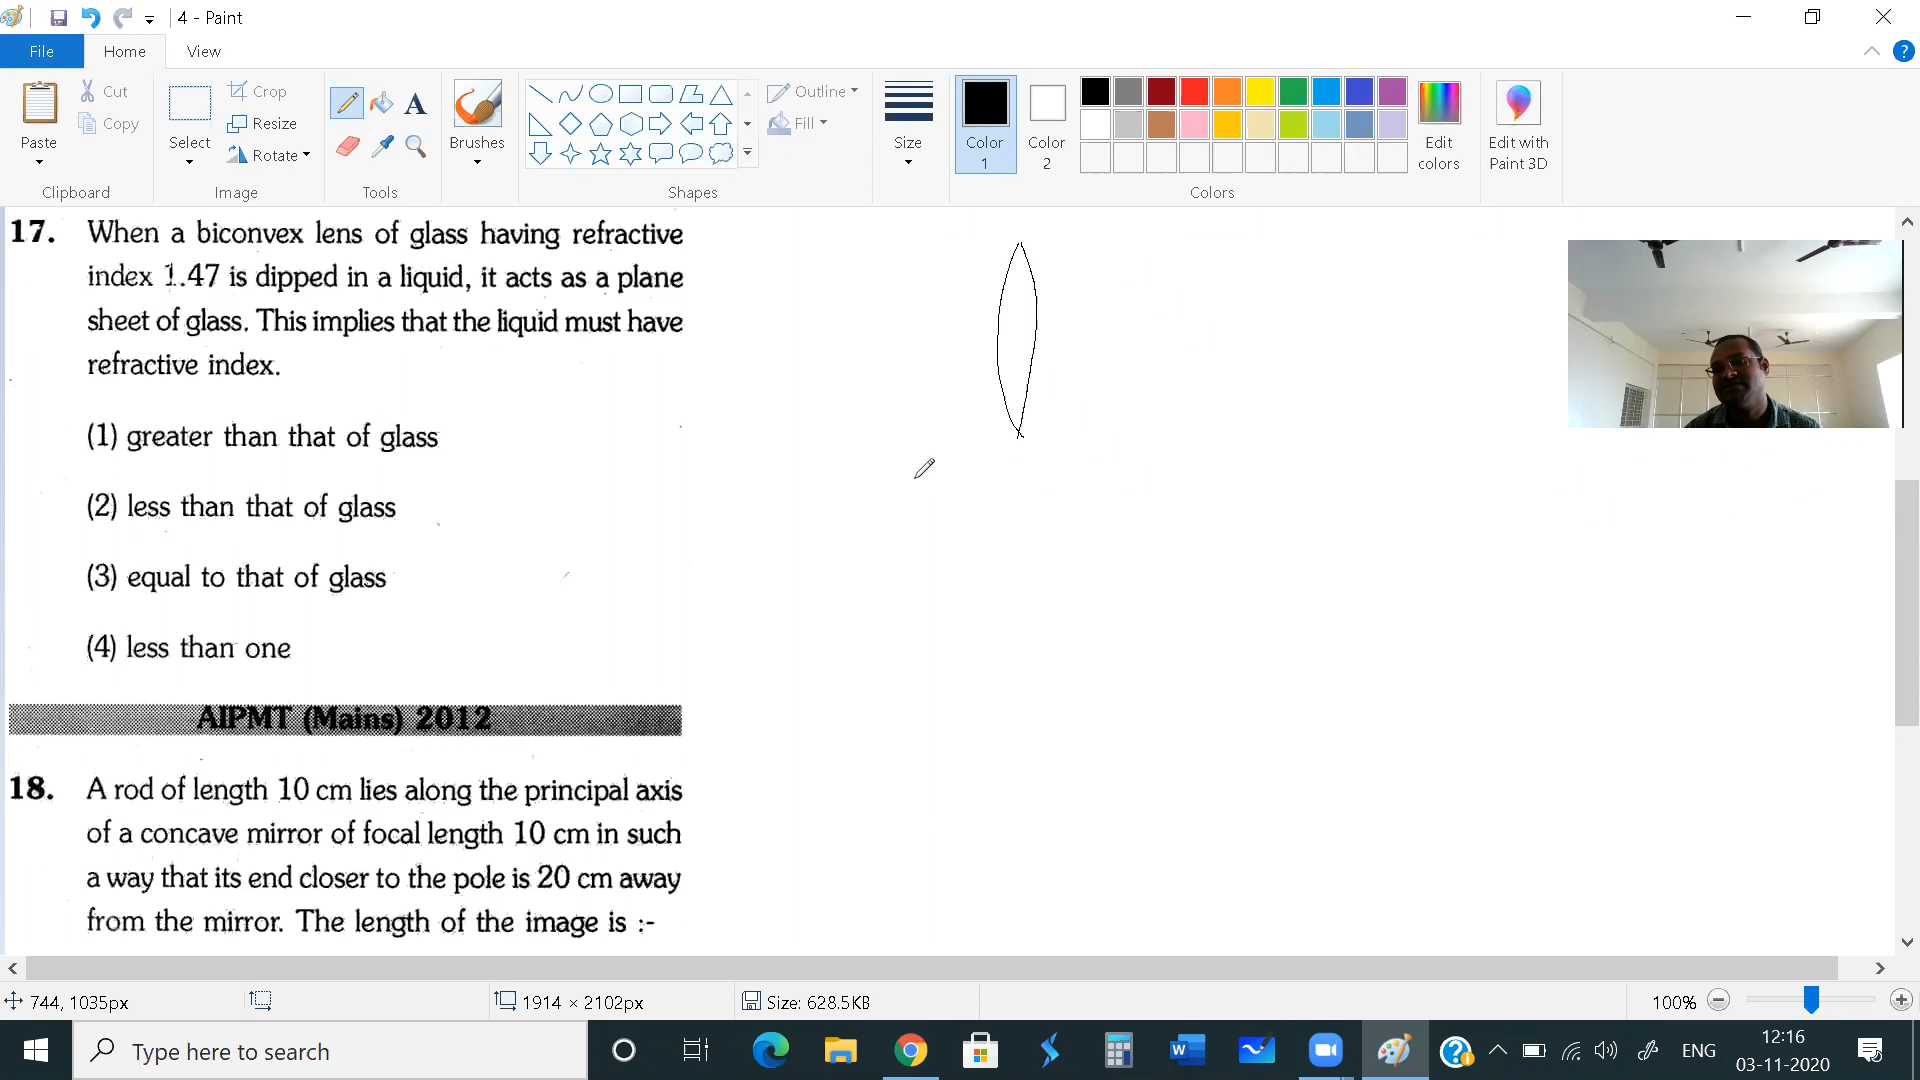 4 - Paint
File Home View
Paste
Cut
Copy
Clipboard
Select
Crop
Resize
Rotate
Image
A
Tools
Brushes
Shapes
Outline
Fill
Size
Color
1
Color
2
Colors
Edit
colors
Edit with
Paint 3D
17. When a biconvex lens of glass having refractive
index 1.47 is dipped in a liquid, it acts as a plane
sheet of glass. This implies that the liquid must have
refractive index.
(1) greater than that of glass
(2) less than that of glass
(3) equal to that of glass
(4) less than one
AIPMT (Mains) 2012
18. A rod of length 10 cm lies along the principal axis
of a concave mirror of focal length 10 cm in such
a way that its end closer to the pole is 20 cm away
from the mirror. The length of the image is :-
744, 1035px 1914 × 2102px Size: 628.5KB 100%
Type here to search
W
ENG
12:16
03-11-2020